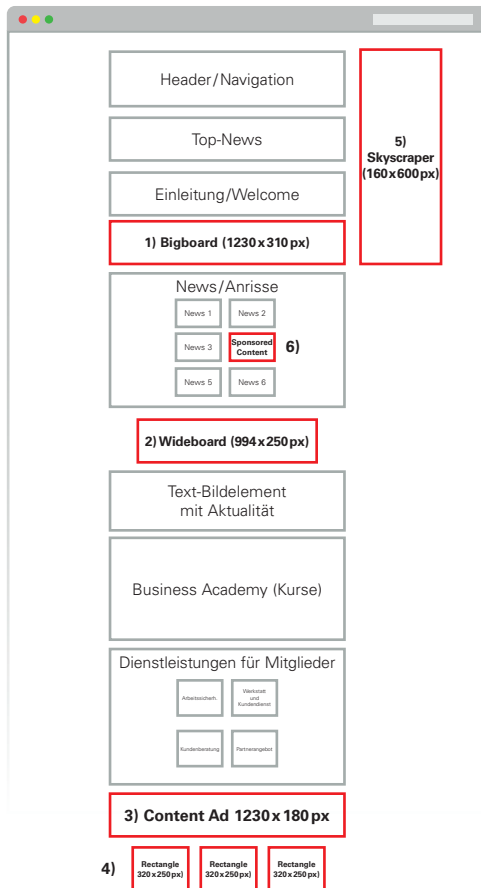 Header/Navigation
Top-News
5)
Skyscraper
(160x600px)
Einleitung/Welcome
1) Bigboard (1230x310px)
News/Anrisse
News 1
News 2
News 3
Sponsored
Content
6)
News 5
News 6
2) Wideboard (994x250px)
Text-Bildelement
mit Aktualität
Business Academy (Kurse)
Dienstleistungen für Mitglieder
Arbeitssicherh.
Werkstatt
und
Kundendienst
Kundenberatung
Partnerangebot
3) Content Ad 1230x180px
4)
Rectangle
320x250px)
Rectangle
320x250px)
Rectangle
320x250px)